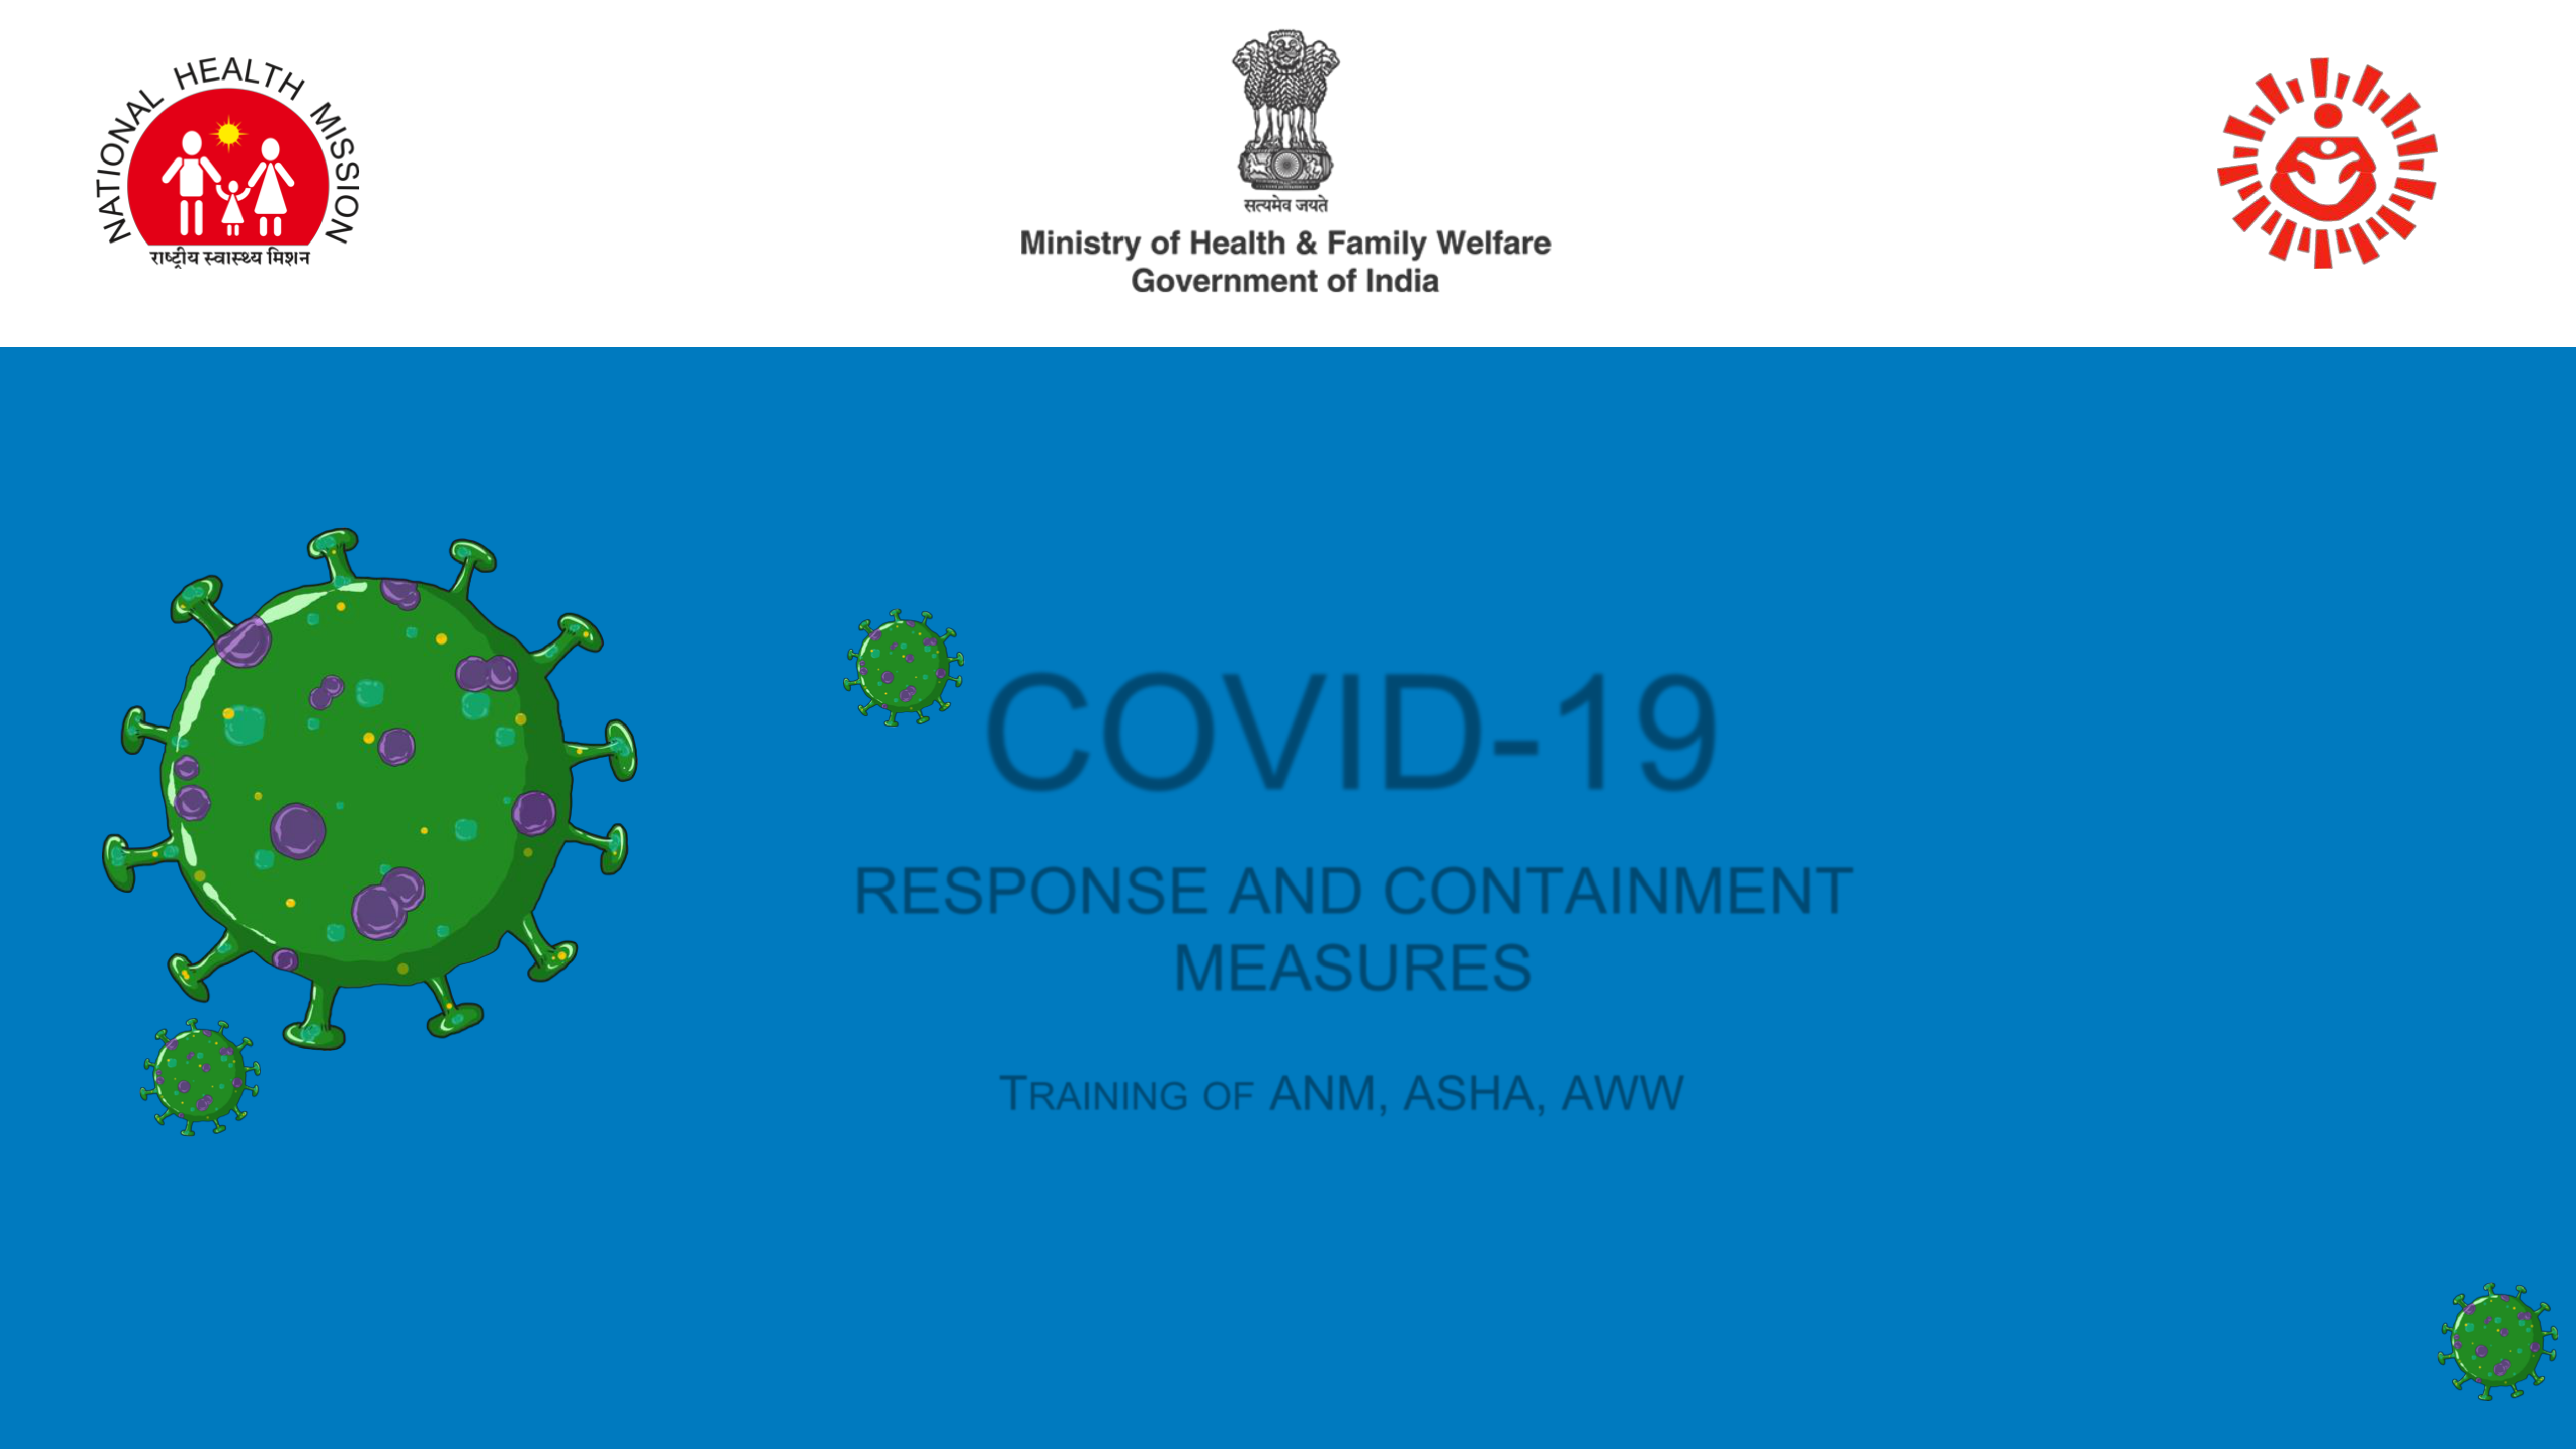 NATIONAL HEALTH MISSION
राष्ट्रीय स्वास्थ्य मिशन
सत्यमेव जयते
Ministry of Health & Family Welfare
Government of India
COVID-19
RESPONSE AND CONTAINMENT
MEASURES
TRAINING OF ANM, ASHA, AWW